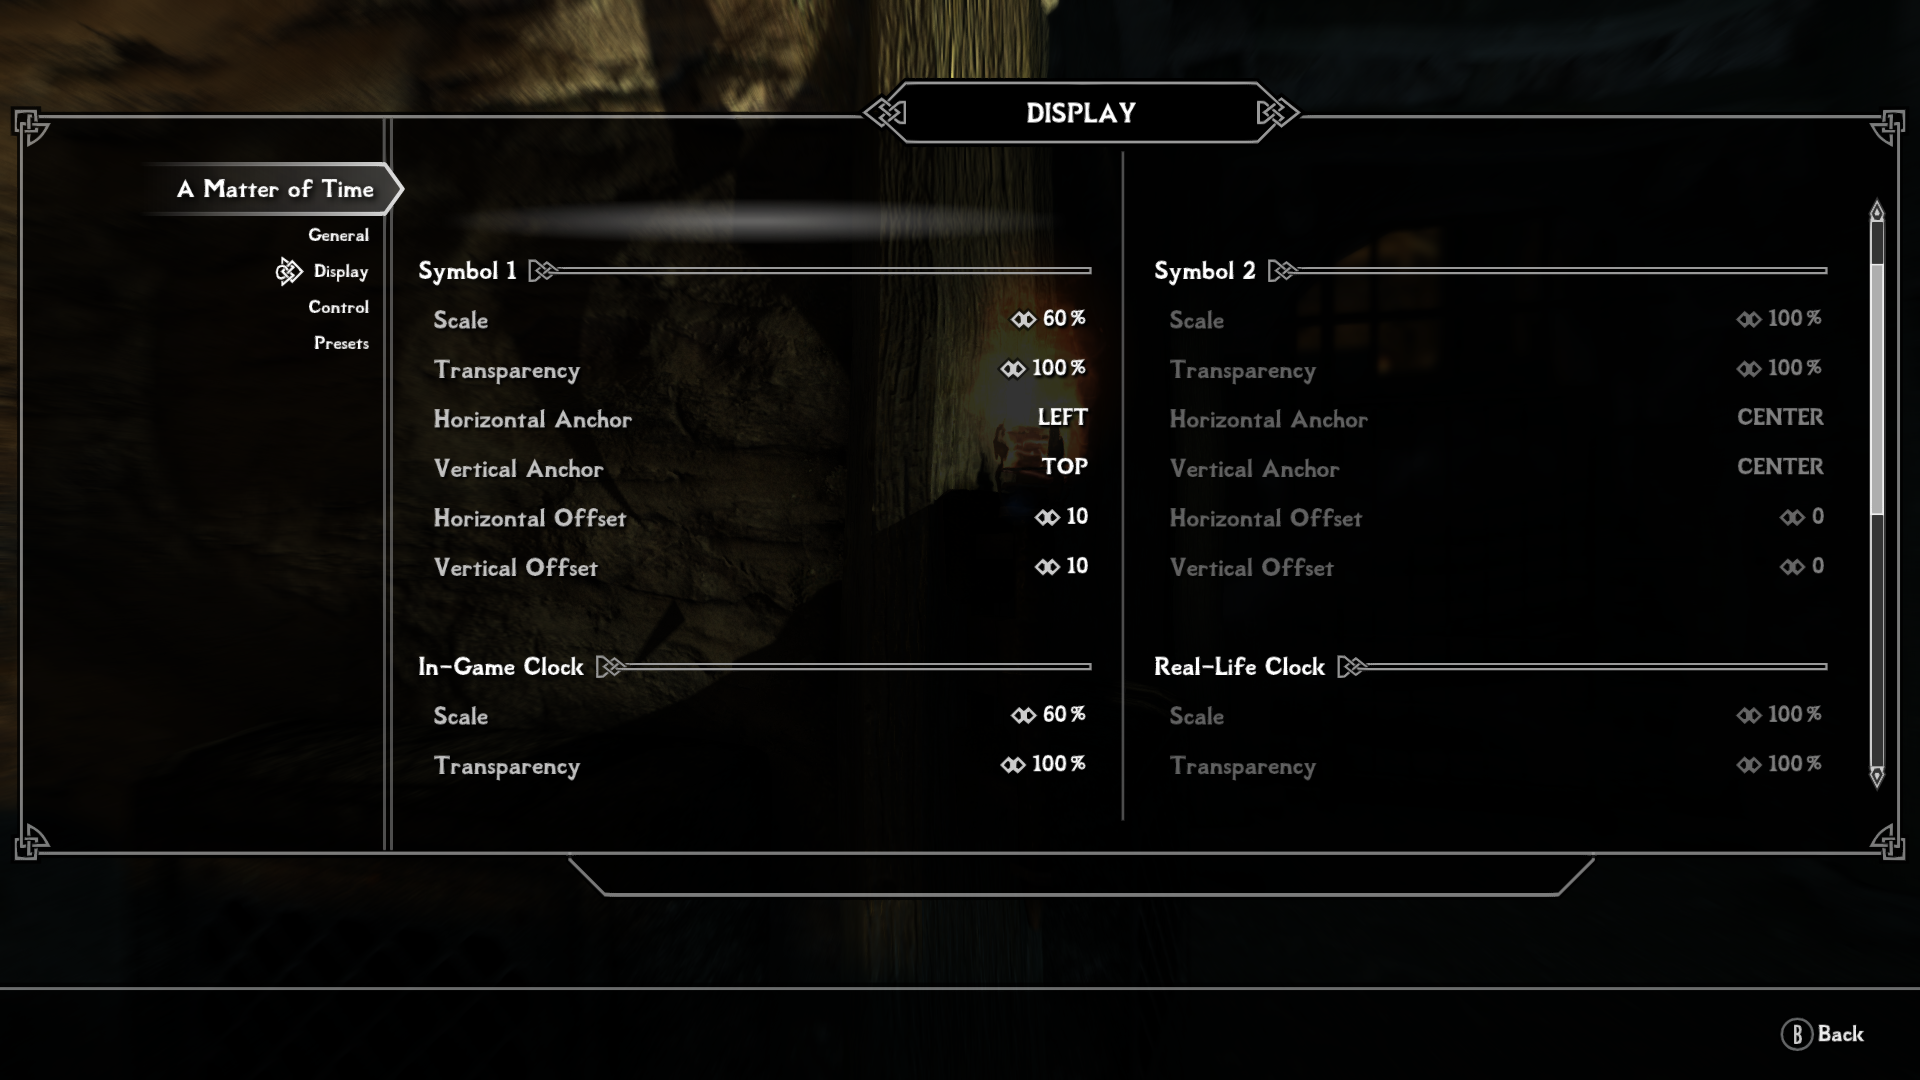 DISPLAY
A Matter of Time
General
Display
Control
Presets
Symbol 1
Scale 60%
Transparency 100%
Horizontal Anchor LEFT
Vertical Anchor TOP
Horizontal Offset 10
Vertical Offset 10
In-Game Clock
Scale 60%
Transparency 100%
Symbol 2
Scale 100%
Transparency 100%
Horizontal Anchor CENTER
Vertical Anchor CENTER
Horizontal Offset 0
Vertical Offset 0
Real-Life Clock
Scale 100%
Transparency 100%
B Back